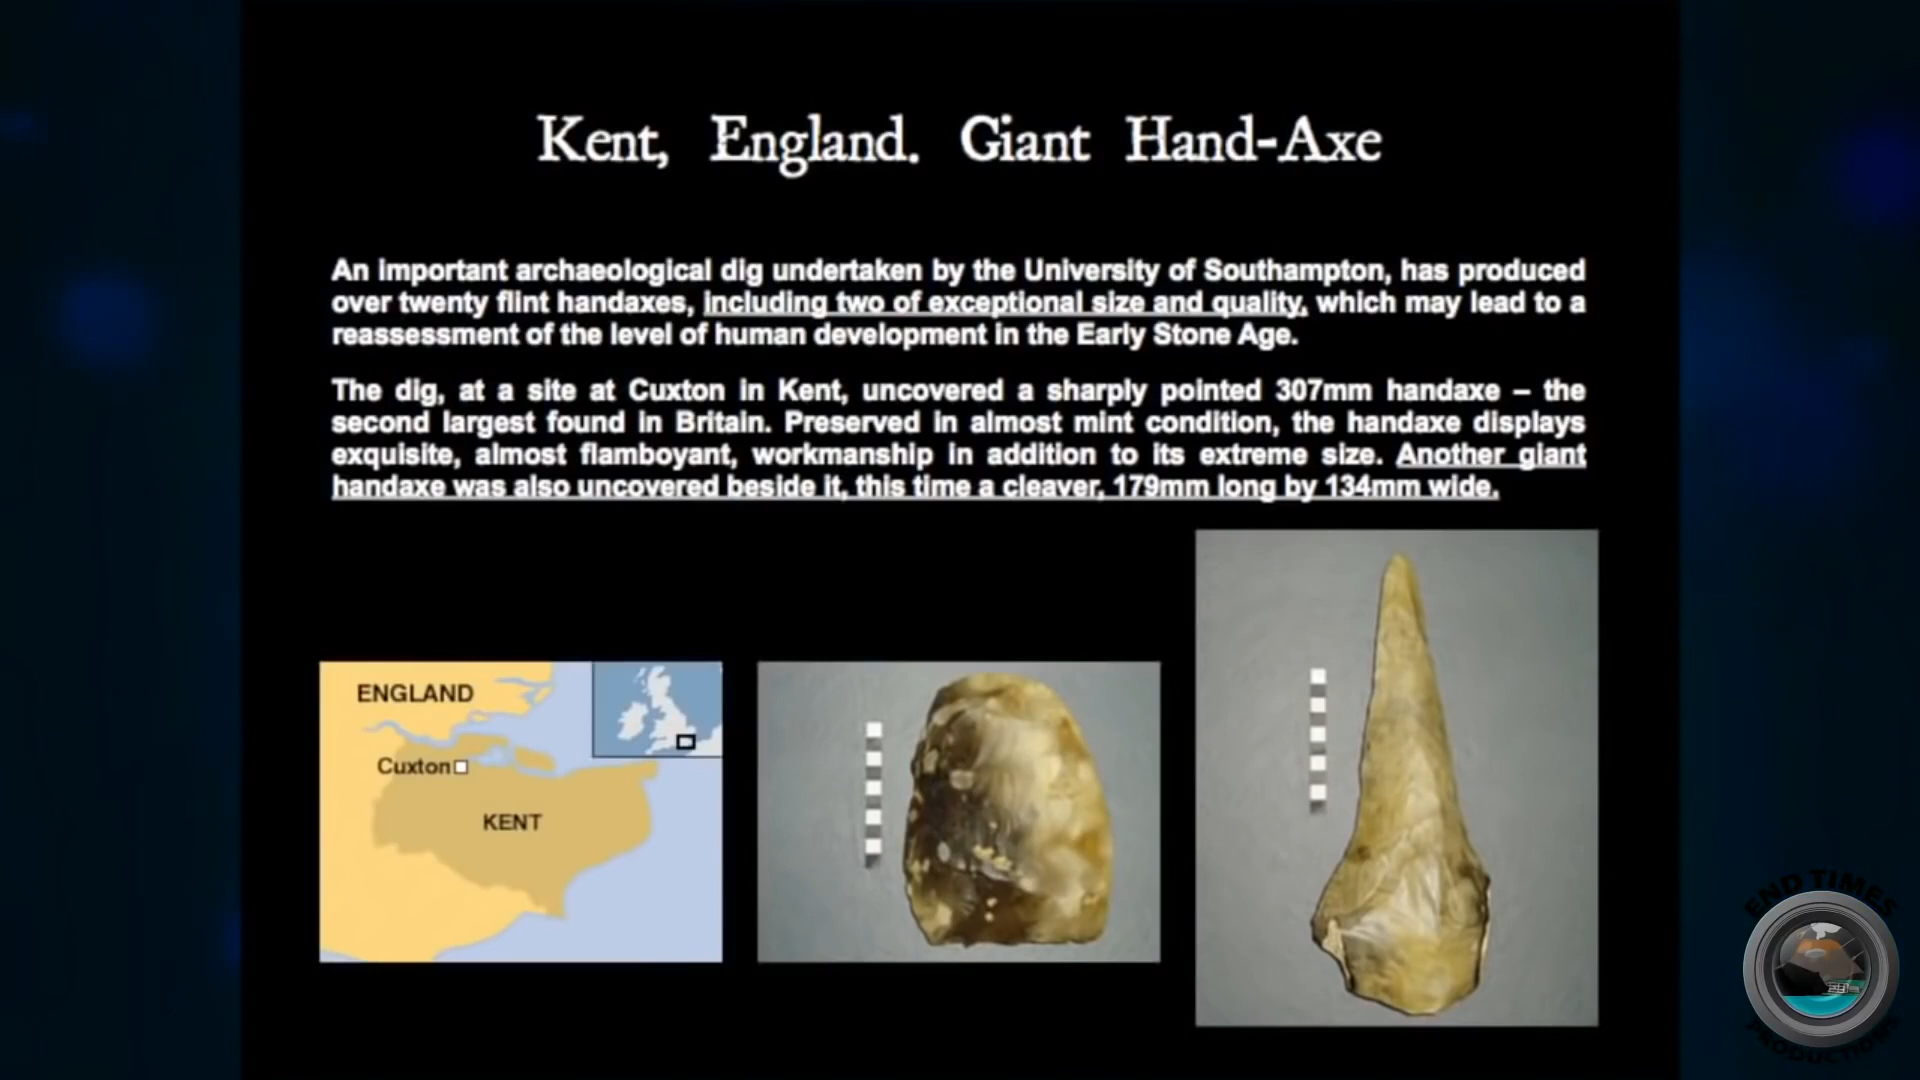 Kent, England. Giant Hand-Axe
An important archaeological dig undertaken by the University of Southampton, has produced
over twenty flint handaxes, including two of exceptional size and quality, which may lead to a
reassessment of the level of human development in the Early Stone Age.
The dig, at a site at Cuxton in Kent, uncovered a sharply pointed 307mm handaxe – the
second largest found in Britain. Preserved in almost mint condition, the handaxe displays
exquisite, almost flamboyant, workmanship in addition to its extreme size. Another giant
handaxe was also uncovered beside it, this time a cleaver, 179mm long by 134mm wide.
ENGLAND
Cuxton
KENT
END TIMES
PRODUCTIONS